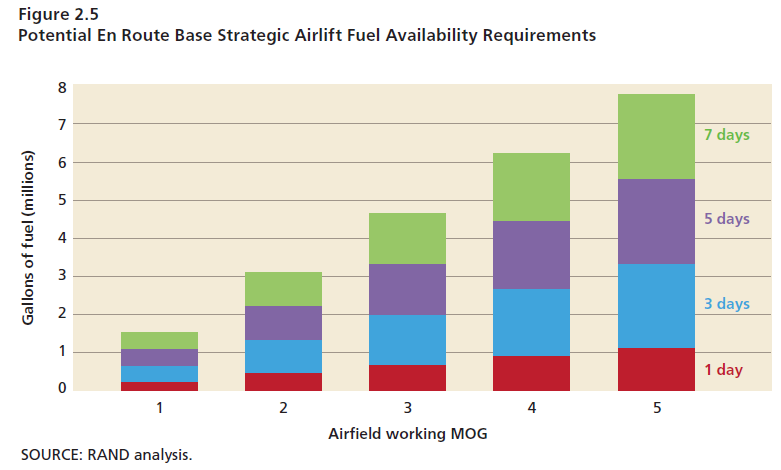 Figure 2.5
Potential En Route Base Strategic Airlift Fuel Availability Requirements
Gallons of fuel (millions)
8
7
6
5
4
3
2
1
0
7 days
5 days
3 days
1 day
1 2 3 4 5
Airfield working MOG
SOURCE: RAND analysis.